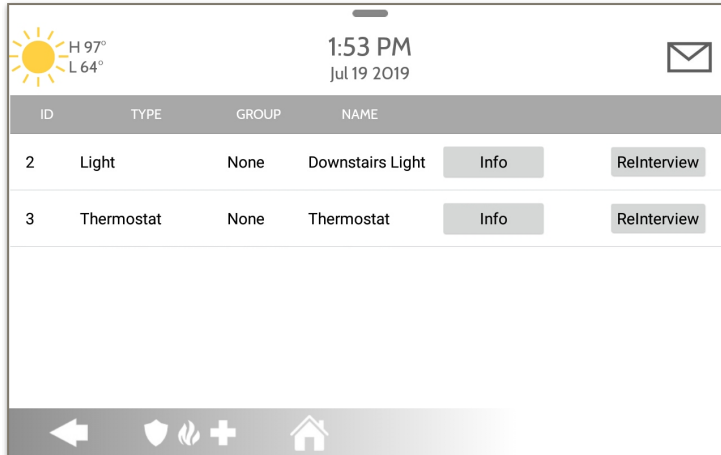 H 97°
L 64°
1:53 PM
Jul 19 2019
ID TYPE GROUP NAME
2 Light None Downstairs Light Info ReInterview
3 Thermostat None Thermostat Info ReInterview